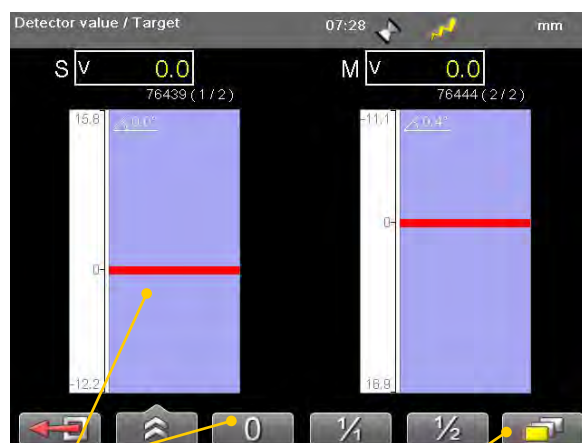 Detector value / Target 07:28 mm
S V 0.0 M V 0.0
76439 (1/2) 76444 (2/2)
15.8 0.0° -11.1 0.4°
0 0
-12.2 16.9
0 1/1 1/2